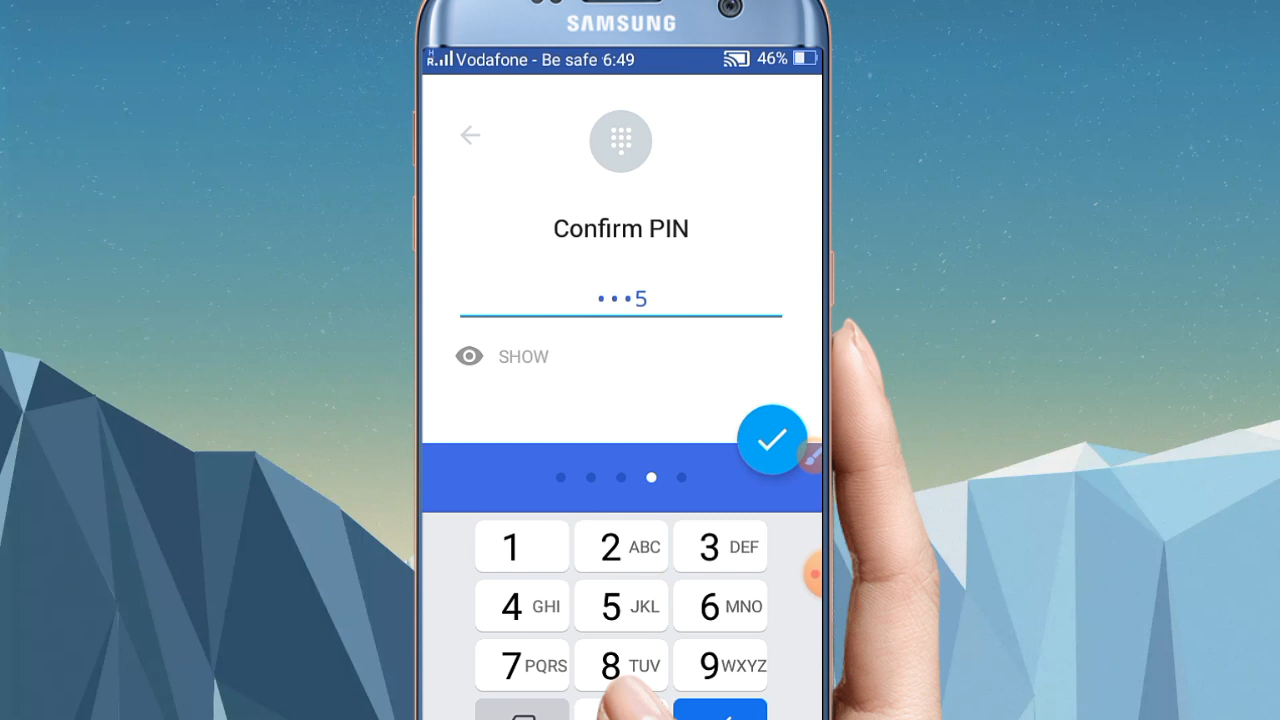 SAMSUNG
H
R Vodafone - Be safe 6:49 46%
Confirm PIN
•••5
SHOW
1 2 ABC 3 DEF
4 GHI 5 JKL 6 MNO
7 PQRS 8 TUV 9 WXYZ